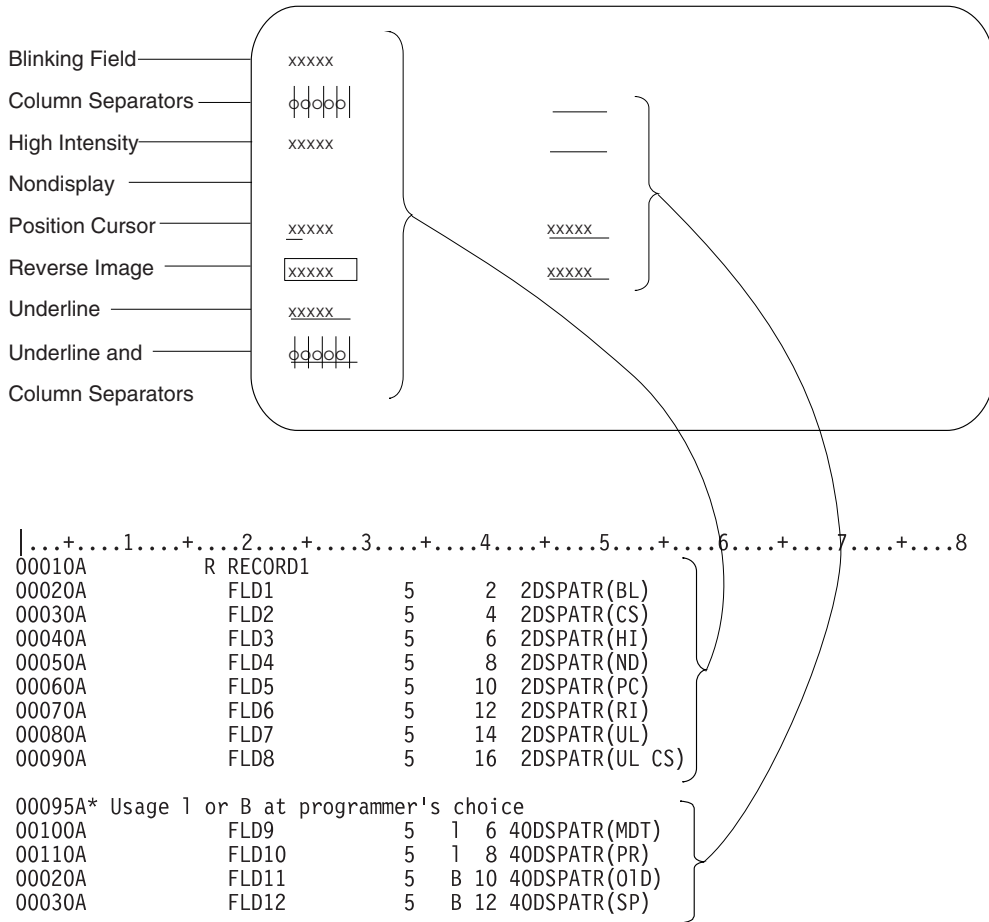 Blinking Field xxxxx
Column Separators ooooo
High Intensity xxxxx
Nondisplay
Position Cursor xxxxx xxxxx
Reverse Image xxxxx xxxxx
Underline xxxxx
Underline and ooooo
Column Separators
|...+....1....+....2....+....3....+....4....+....5....+....6....+....7....+....8
00010A R RECORD1
00020A FLD1 5 2 2DSPATR(BL)
00030A FLD2 5 4 2DSPATR(CS)
00040A FLD3 5 6 2DSPATR(HI)
00050A FLD4 5 8 2DSPATR(ND)
00060A FLD5 5 10 2DSPATR(PC)
00070A FLD6 5 12 2DSPATR(RI)
00080A FLD7 5 14 2DSPATR(UL)
00090A FLD8 5 16 2DSPATR(UL CS)
00095A* Usage l or B at programmer's choice
00100A FLD9 5 l 6 40DSPATR(MDT)
00110A FLD10 5 l 8 40DSPATR(PR)
00020A FLD11 5 B 10 40DSPATR(OlD)
00030A FLD12 5 B 12 40DSPATR(SP)